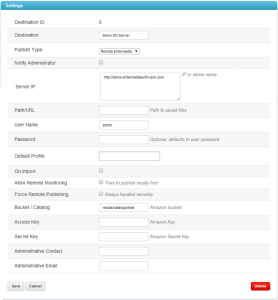 Settings
Destination ID 6
Destination Demo EM Server
Publish Type Remote Entermedia
Notify Administrator
Server IP http://demo.entermediasoftware.com IP or server name
Path/URL Path to saved files
User Name admin
Password Optional, defaults to user password
Default Profile
On Import
Allow Remote Monitoring Tries to publish locally first
Force Remote Publishing Always handled remotely
Bucket / Catalog media/catalogs/test Amazon bucket
Access Key Amazon Key
Secret Key Amazon Secret Key
Administrative Contact
Administrative Email
Save Cancel Delete